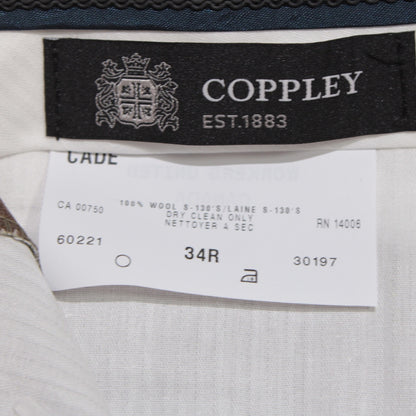 COPPLEY
EST.1883
CADE
CA 00750
100% WOOL S-130'S/LAINE S-130'S
DRY CLEAN ONLY
NETTOYER A SEC
RN 14006
60221
34R
30197